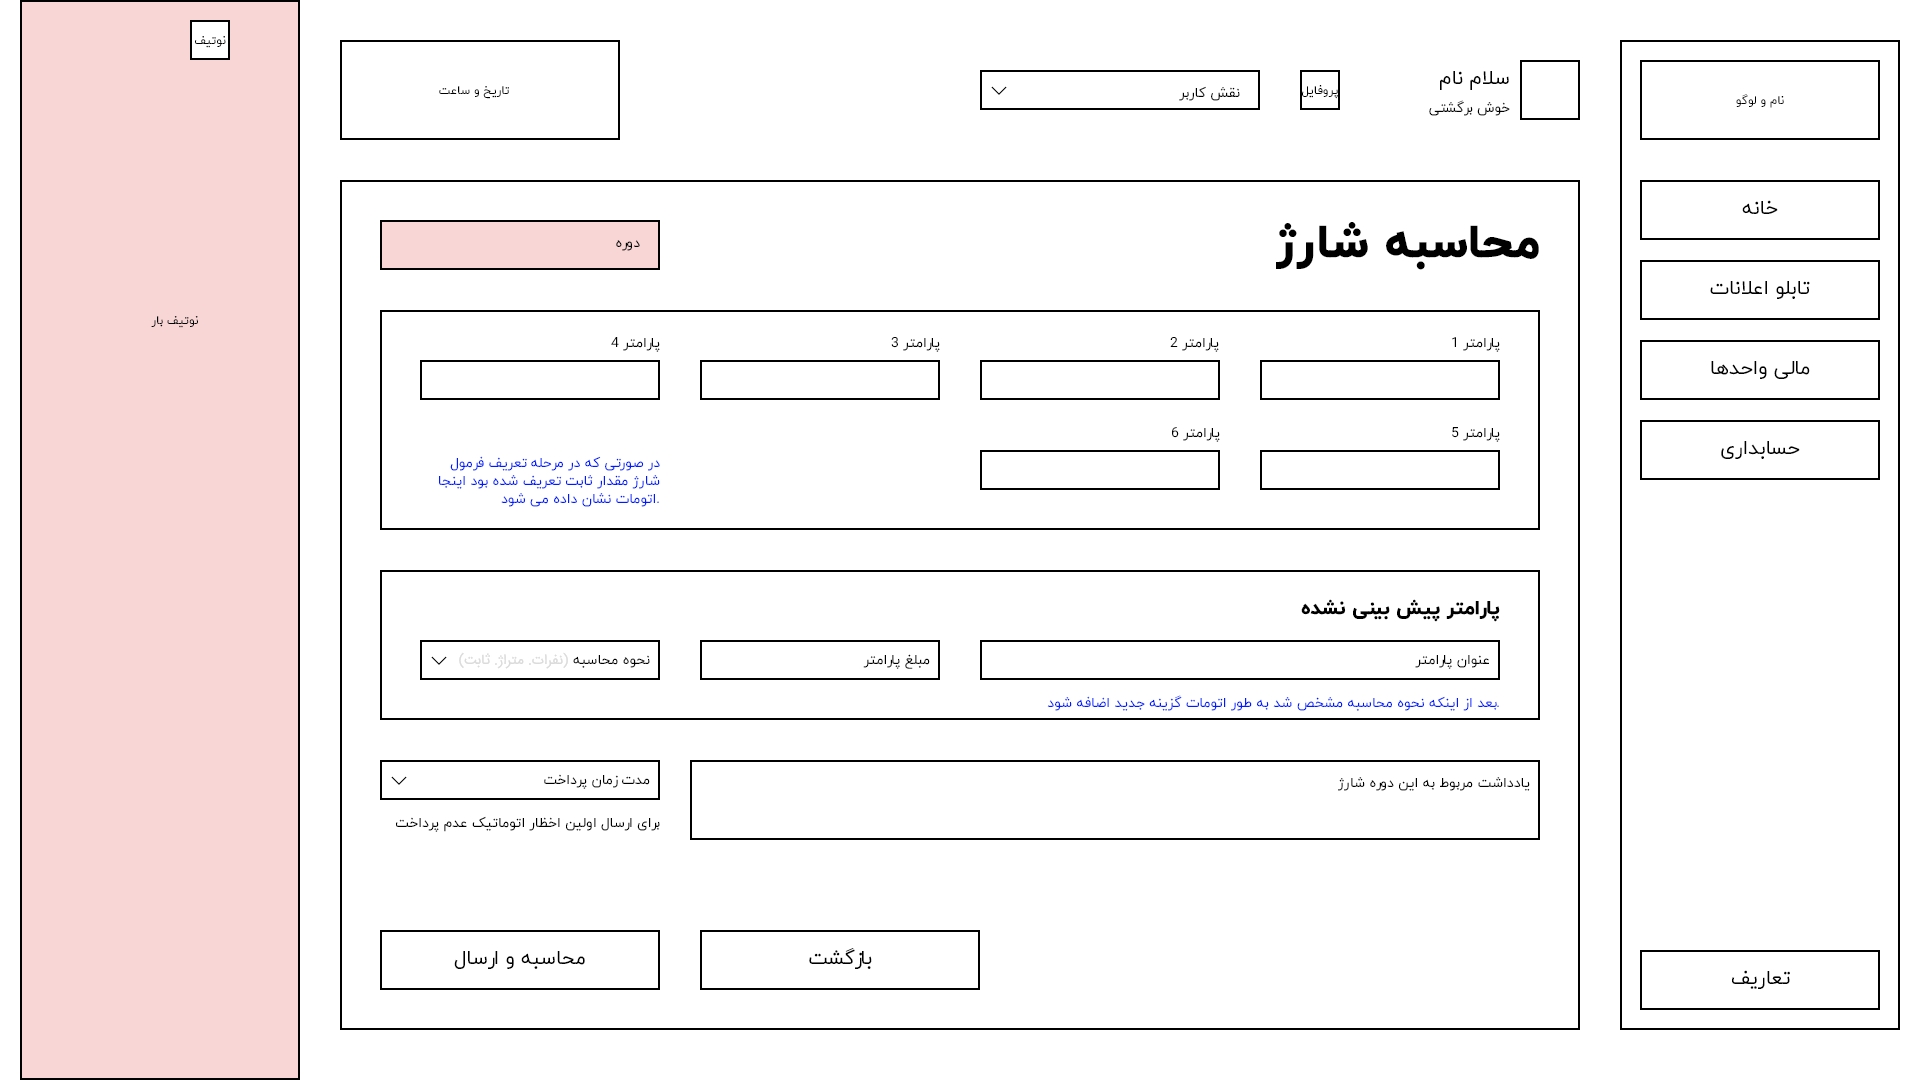 نام و لوگو
خانه
تابلو اعلانات
مالی واحدها
حسابداری
تعاریف
سلام نام
خوش برگشتی
پروفایل
نقش کاربر
تاریخ و ساعت
نوتیف
نوتیف بار
محاسبه شارژ
دوره
پارامتر 1
پارامتر 2
پارامتر 3
پارامتر 4
پارامتر 5
پارامتر 6
در صورتی که در مرحله تعریف فرمول
شارژ مقدار ثابت تعریف شده بود اینجا
اتومات نشان داده می شود.
پارامتر پیش بینی نشده
عنوان پارامتر
مبلغ پارامتر
نحوه محاسبه (نفرات، متراژ، ثابت)
بعد از اینکه نحوه محاسبه مشخص شد به طور اتومات گزینه جدید اضافه شود.
یادداشت مربوط به این دوره شارژ
مدت زمان پرداخت
برای ارسال اولین اخظار اتوماتیک عدم پرداخت
بازگشت
محاسبه و ارسال